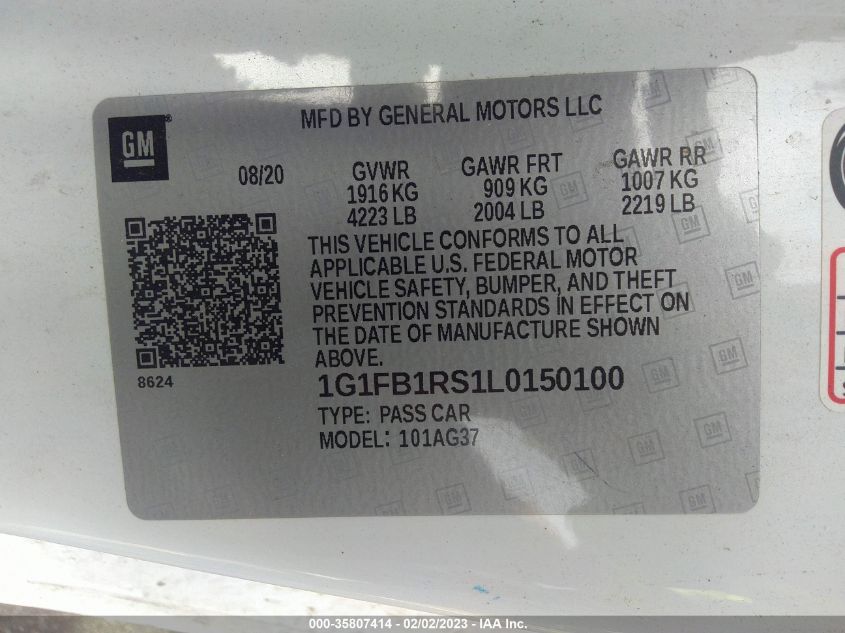 MFD BY GENERAL MOTORS LLC
GM®
08/20
GVWR
1916 KG
4223 LB
GAWR FRT
909 KG
2004 LB
GAWR RR
1007 KG
2219 LB
THIS VEHICLE CONFORMS TO ALL
APPLICABLE U.S. FEDERAL MOTOR
VEHICLE SAFETY, BUMPER, AND THEFT
PREVENTION STANDARDS IN EFFECT ON
THE DATE OF MANUFACTURE SHOWN
ABOVE.
8624
1G1FB1RS1L0150100
TYPE: PASS CAR
MODEL: 101AG37
000-35807414 - 02/02/2023 - IAA Inc.